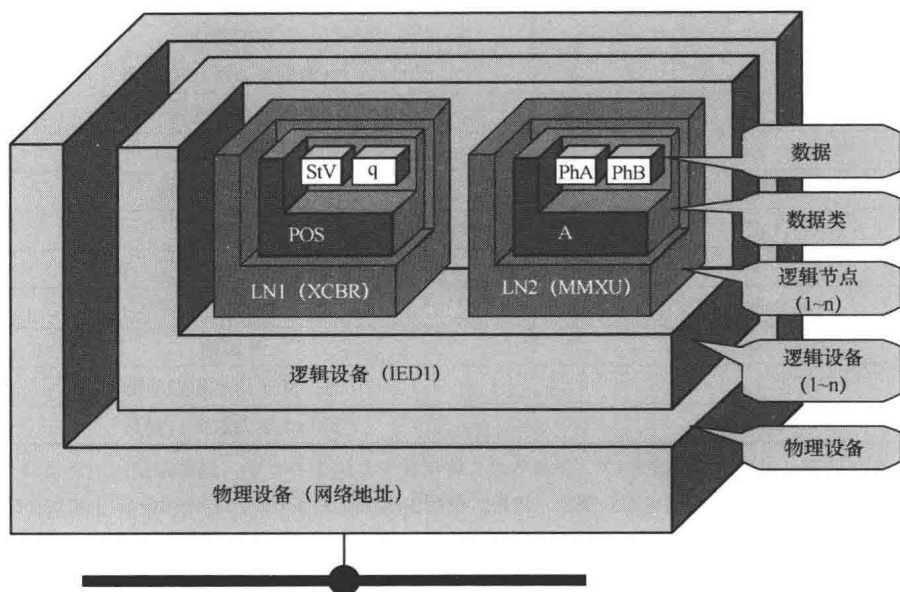 StV
q
PhA
PhB
数据
POS
A
数据类
LN1（XCBR）
LN2（MMXU）
逻辑节点
（1~n）
逻辑设备（IED1）
逻辑设备
（1~n）
物理设备
物理设备（网络地址）